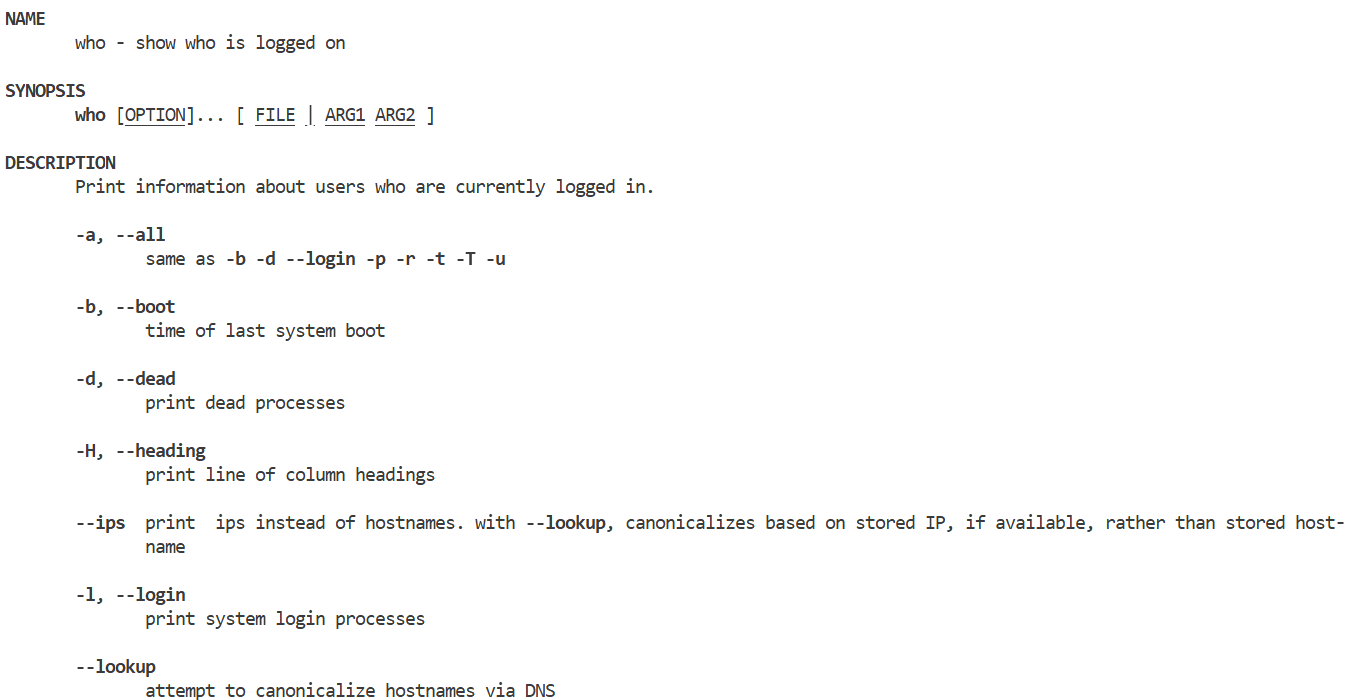 NAME
who - show who is logged on
SYNOPSIS
who [OPTION]... [ FILE | ARG1 ARG2 ]
DESCRIPTION
Print information about users who are currently logged in.
-a, --all
same as -b -d --login -p -r -t -T -u
-b, --boot
time of last system boot
-d, --dead
print dead processes
-H, --heading
print line of column headings
--ips  print  ips instead of hostnames. with --lookup, canonicalizes based on stored IP, if available, rather than stored host-
name
-l, --login
print system login processes
--lookup
attempt to canonicalize hostnames via DNS